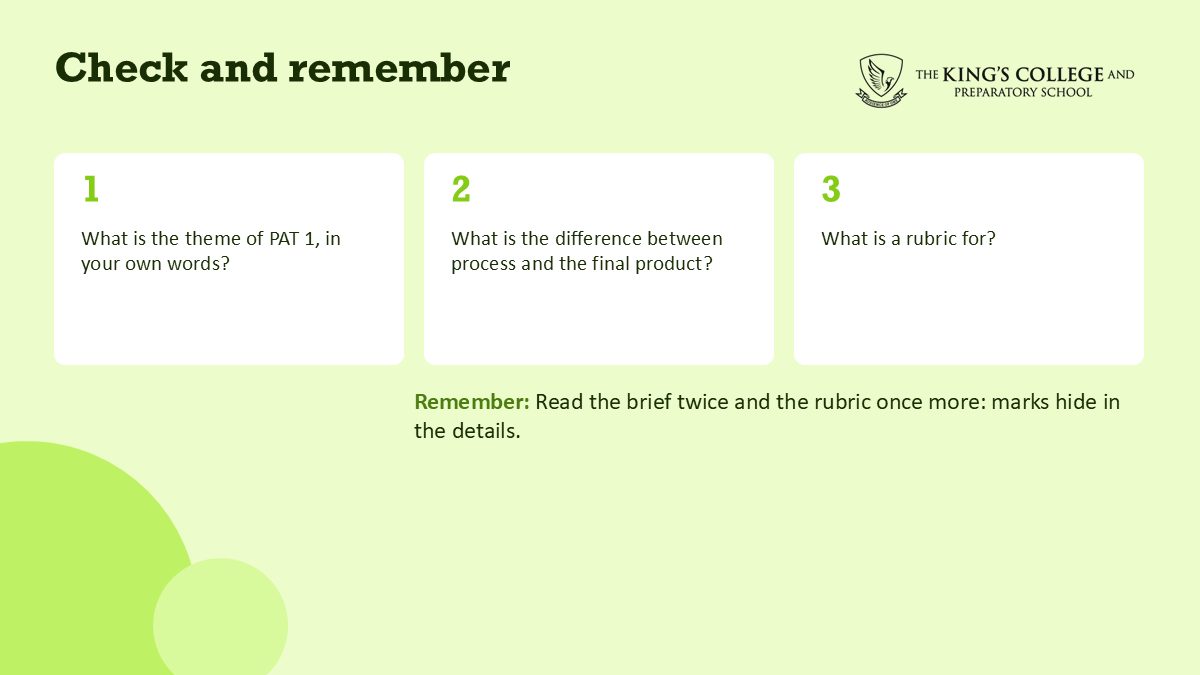 Check and remember
THE KING'S COLLEGE AND
PREPARATORY SCHOOL
1
What is the theme of PAT 1, in
your own words?
2
What is the difference between
process and the final product?
3
What is a rubric for?
Remember: Read the brief twice and the rubric once more: marks hide in
the details.